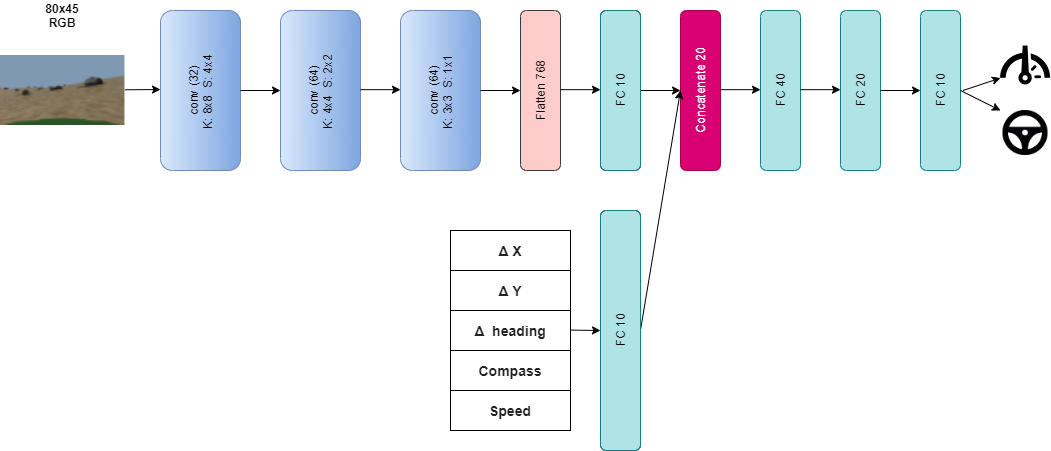 80x45
RGB
conv (32)
K: 8x8 S: 4x4
conv (64)
K: 4x4 S: 2x2
conv (64)
K: 3x3 S: 1x1
Flatten 768
FC 10
Concatenate 20
FC 40
FC 20
FC 10
Δ X
Δ Y
Δ heading
Compass
Speed
FC 10